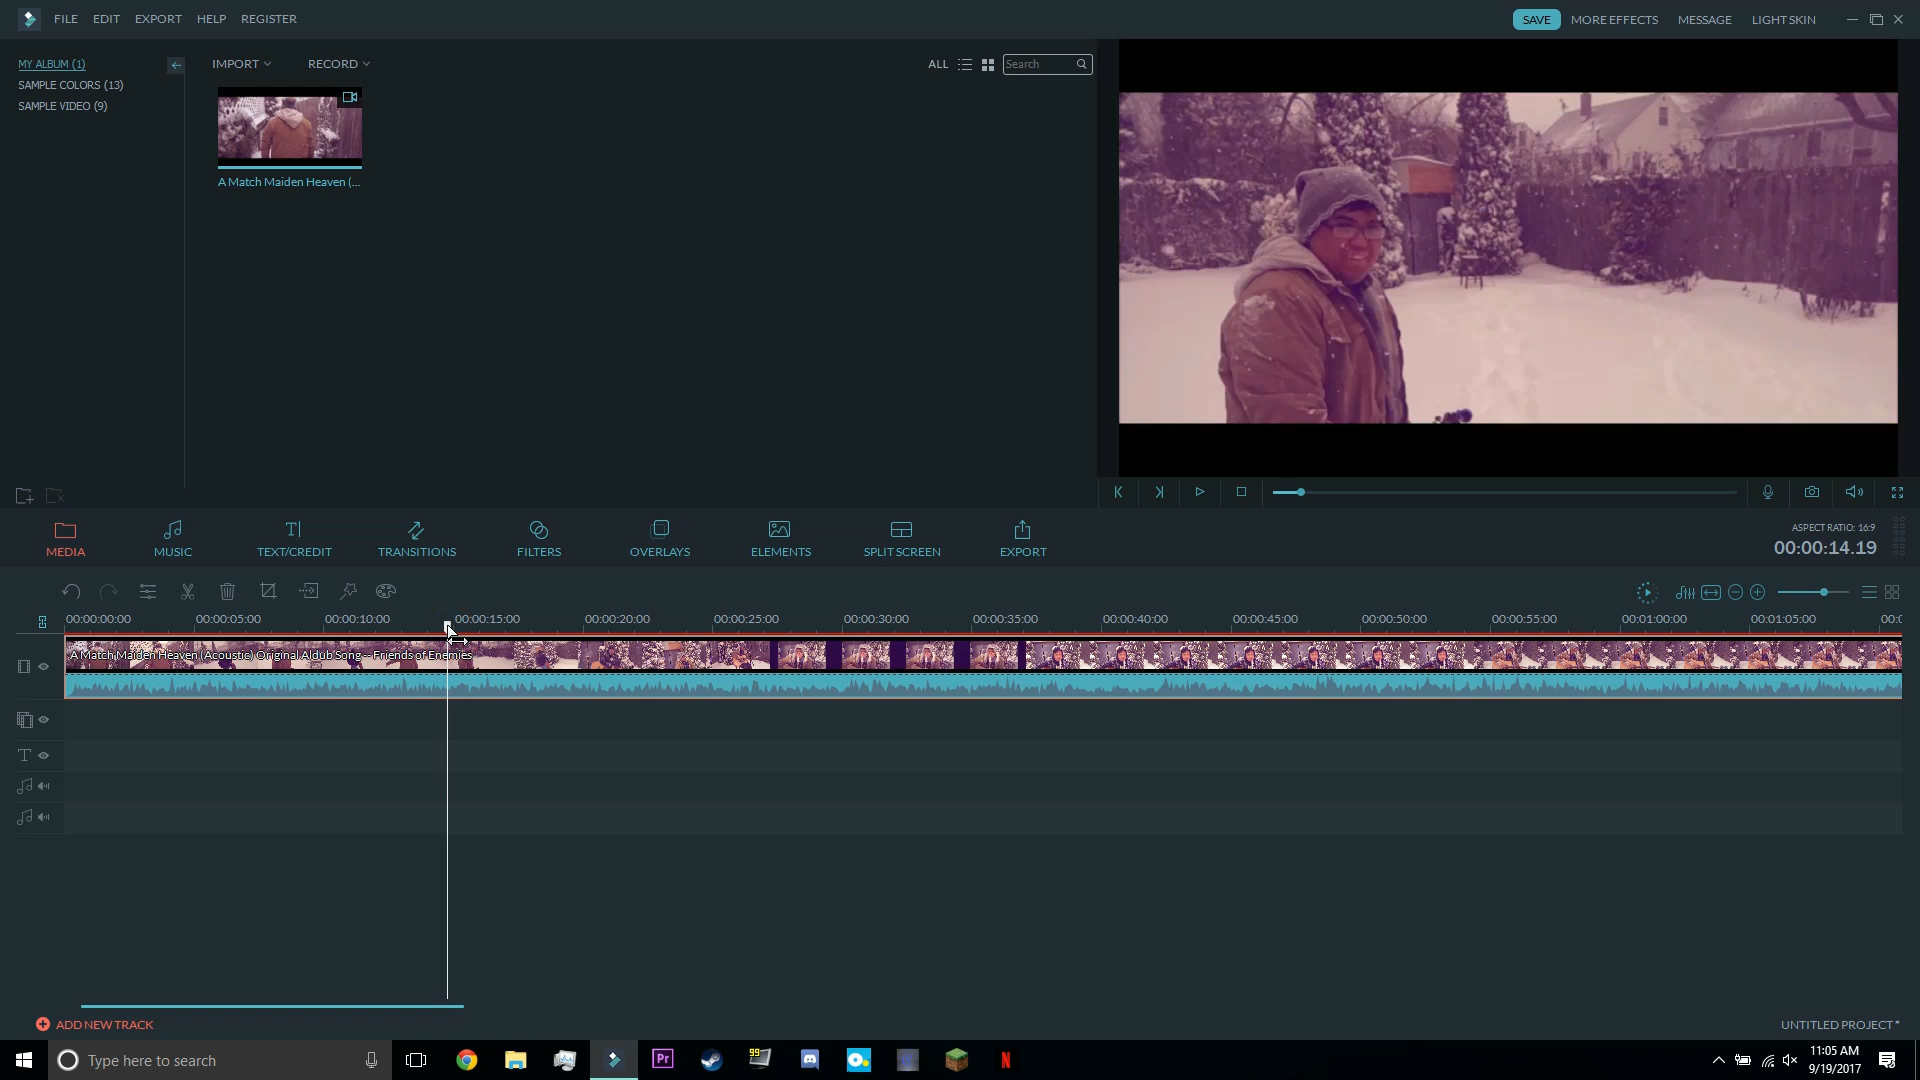 FILE EDIT EXPORT HELP REGISTER SAVE MORE EFFECTS MESSAGE LIGHT SKIN
MY ALBUM (1) IMPORT RECORD ALL Search
SAMPLE COLORS (13)
SAMPLE VIDEO (9)
A Match Maiden Heaven (...
MEDIA MUSIC TEXT/CREDIT TRANSITIONS FILTERS OVERLAYS ELEMENTS SPLIT SCREEN EXPORT
ASPECT RATIO: 16:9
00:00:14.19
00:00:00:00 00:00:05:00 00:00:10:00 00:00:15:00 00:00:20:00 00:00:25:00 00:00:30:00 00:00:35:00 00:00:40:00 00:00:45:00 00:00:50:00 00:00:55:00 00:01:00:00 00:01:05:00 00:0
A Match Maiden Heaven (Acoustic) Original Aldub Song -- Friends of Enemies
T
ADD NEW TRACK UNTITLED PROJECT *
Type here to search Pr 99 N
11:05 AM
9/19/2017